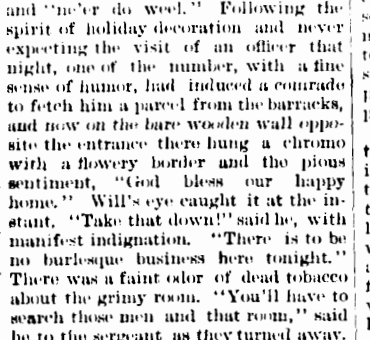 and "ne'er do weel." Following the
spirit of holiday decoration and never
expecting the visit of an officer that
night, one of the number, with a fine
sense of humor, had induced a comrade
to fetch him a parcel from the barracks,
and now on the bare wooden wall oppo-
site the entrance there hung a chromo
with a flowery border and the pious
sentiment, "God bless our happy
home." Will's eye caught it at the in-
stant. "Take that down!" said he, with
manifest indignation. "There is to be
no burlesque business here tonight."
There was a faint odor of dead tobacco
about the grimy room. "You'll have to
search those men and that room," said
he to the sergeant as they turned away.